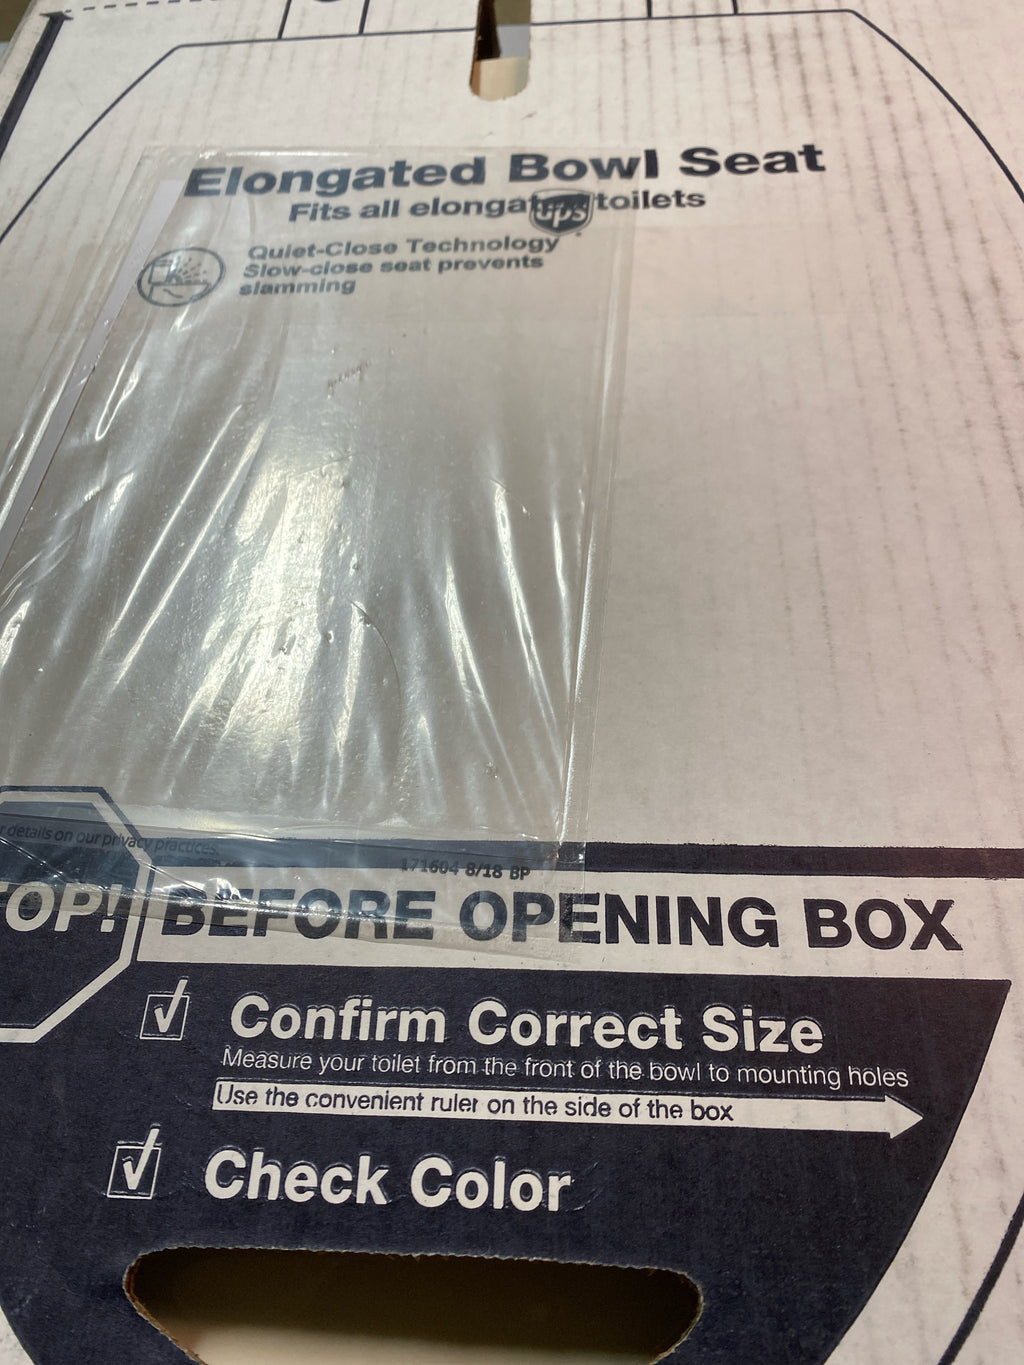 Elongated Bowl Seat
Fits all elongated toilets
ups
Quiet-Close Technology
Slow-close seat prevents
slamming
details on our privacy practices.
171604 8/18 BP
TOP! BEFORE OPENING BOX
Confirm Correct Size
Measure your toilet from the front of the bowl to mounting holes
Use the convenient ruler on the side of the box
Check Color